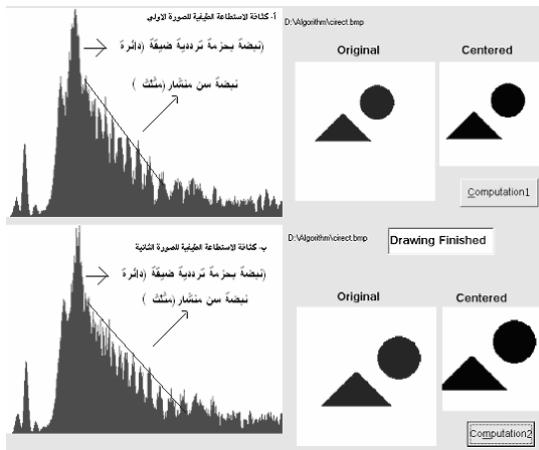 أ- كثافة الاستطاعة الطيفية للصورة الاولى
(نبضة بحزمة ترددية ضيقة (دائرة
نبضة سن منشار (مثلث )
D:\Algorithm\cirect.bmp
Original
Centered
Computation1
ب- كثافة الاستطاعة الطيفية للصورة الثانية
(نبضة بحزمة ترددية ضيقة (دائرة
نبضة سن منشار (مثلث )
D:\Algorithm\cirect.bmp
Drawing Finished
Original
Centered
Computation2